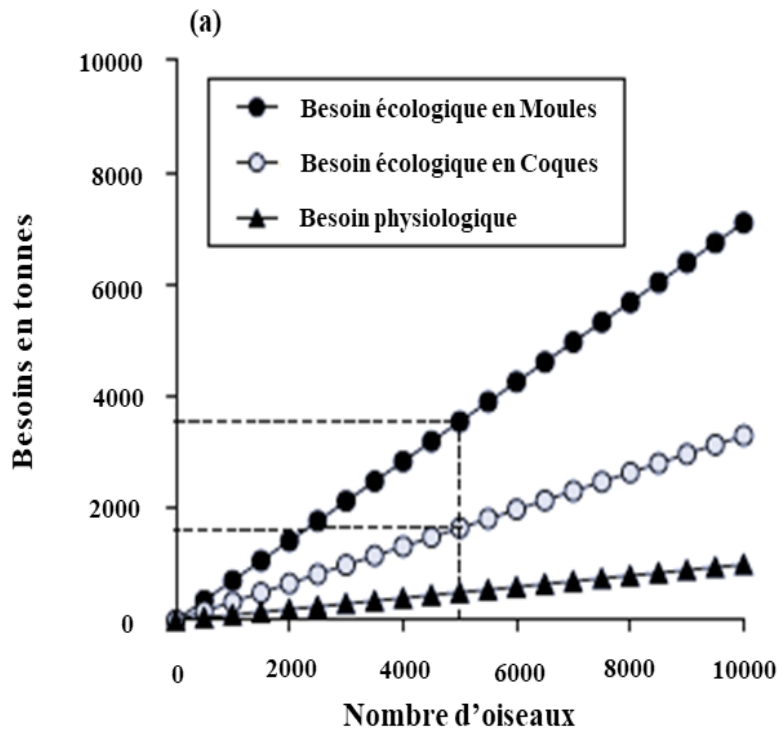 (a)
10000
8000
6000
4000
2000
0
Besoins en tonnes
Besoin écologique en Moules
Besoin écologique en Coques
Besoin physiologique
0 2000 4000 6000 8000 10000
Nombre d'oiseaux